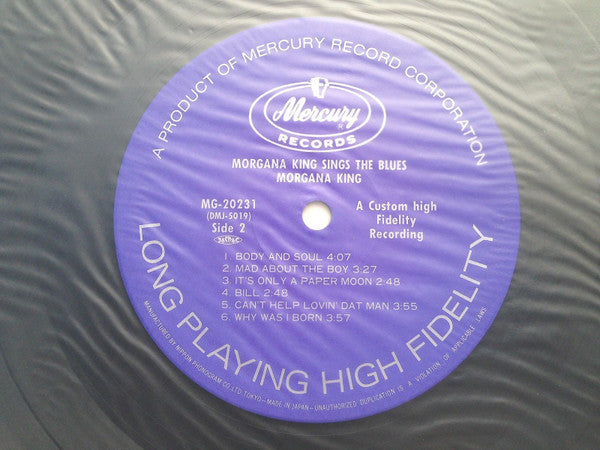 A PRODUCT OF MERCURY RECORD CORPORATION
Mercury
R
RECORDS
MORGANA KING SINGS THE BLUES
MORGANA KING
MG-20231
(DMJ-5019)
Side 2
JASRAC
A Custom high
Fidelity
Recording
1. BODY AND SOUL 4:07
2. MAD ABOUT THE BOY 3.27
3. IT'S ONLY A PAPER MOON 2:48
4. BILL 2:48
5. CAN'T HELP LOVIN' DAT MAN 3:55
6. WHY WAS I BORN 3:57
LONG PLAYING HIGH FIDELITY
MANUFACTURED BY NIPPON PHONOGRAM CO LTD. TOKYO-MADE IN JAPAN-UNAUTHORIZED DUPLICATION IS A VIOLATION OF APPLICABLE LAWS